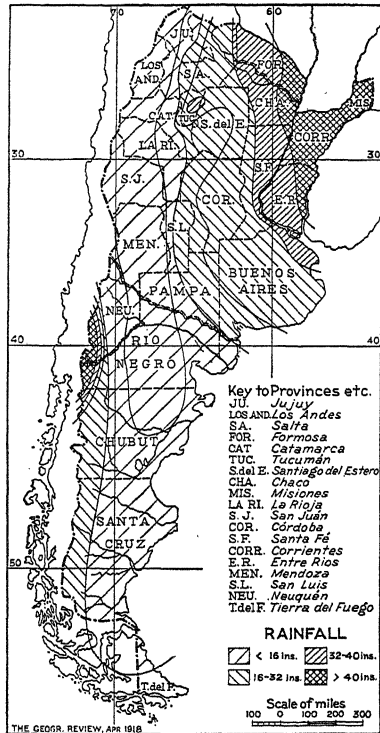 70
60
JU.
LOS
AND.
S.A.
FOR.
CHA.
MIS.
CAT.
TUC.
S. del E.
CORR.
LA RI.
30
30
S.J.
S.F.
COR.
E.R.
S.L.
MEN.
BUENOS
AIRES
PAMPA
NEU.
RIO
NEGRO
40
40
CHUBUT
SANTA
CRUZ
50
50
T.del F.
Key to Provinces etc.
JU. Jujuy
LOS AND. Los Andes
SA. Salta
FOR. Formosa
CAT Catamarca
TUC. Tucumán
S.del E. Santiago del Estero
CHA. Chaco
MIS. Misiones
LA RI. La Rioja
S. J. San Juán
COR. Córdoba
S.F. Santa Fé
CORR. Corrientes
E.R. Entre Rios
MEN. Mendoza
S.L. San Luis
NEU. Neuquén
T.del F. Tierra del Fuego
RAINFALL
< 16 ins.
32-40 ins.
16-32 ins.
> 40 ins.
Scale of miles
100 0 100 200 300
THE GEOGR. REVIEW, APR 1918